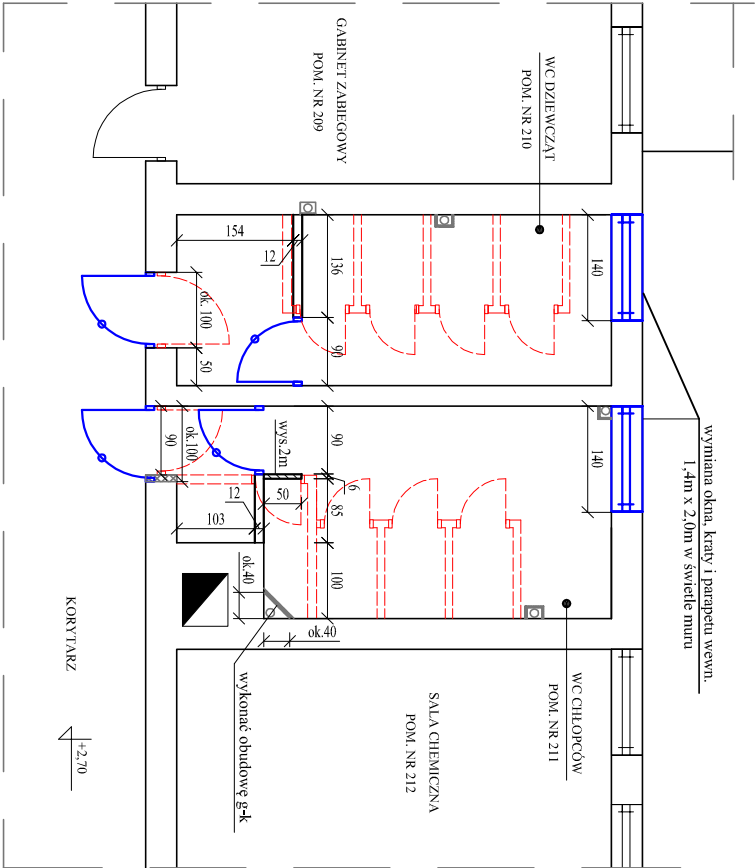 GABINET ZABIEGOWY
POM. NR 209
WC DZIEWCZĄT
POM. NR 210
wymiana okna, kraty i parapetu wewn.
1,4m x 2,0m w świetle muru
154
12
136
90
140
ok. 100
50
90
ok.100
90
wys.2m
6
50
85
140
12
103
100
ok.40
ok.40
wykonać obudowę g-k
WC CHŁOPCÓW
POM. NR 211
SALA CHEMICZNA
POM. NR 212
KORYTARZ
+2,70